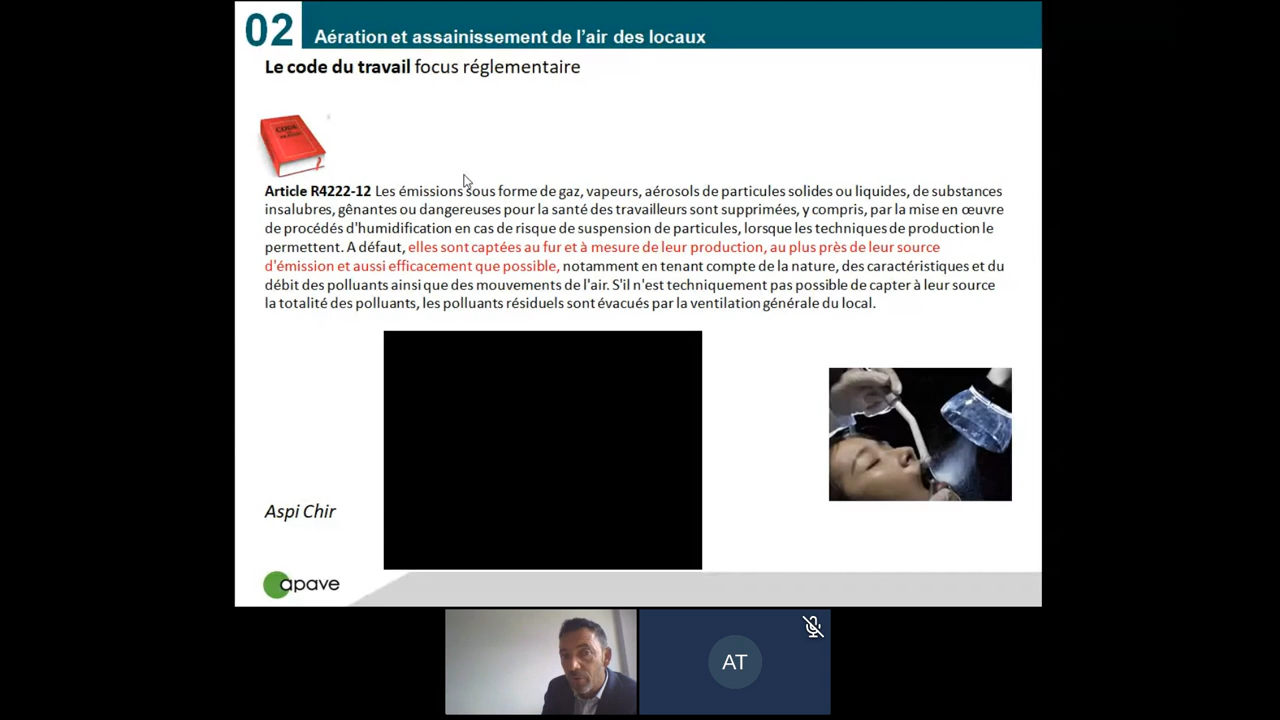 02
Aération et assainissement de l’air des locaux
Le code du travail focus réglementaire
CODE
Article R4222-12 Les émissions sous forme de gaz, vapeurs, aérosols de particules solides ou liquides, de substances
insalubres, gênantes ou dangereuses pour la santé des travailleurs sont supprimées, y compris, par la mise en œuvre
de procédés d'humidification en cas de risque de suspension de particules, lorsque les techniques de production le
permettent. A défaut, elles sont captées au fur et à mesure de leur production, au plus près de leur source
d'émission et aussi efficacement que possible, notamment en tenant compte de la nature, des caractéristiques et du
débit des polluants ainsi que des mouvements de l'air. S'il n'est techniquement pas possible de capter à leur source
la totalité des polluants, les polluants résiduels sont évacués par la ventilation générale du local.
Aspi Chir
apave
AT